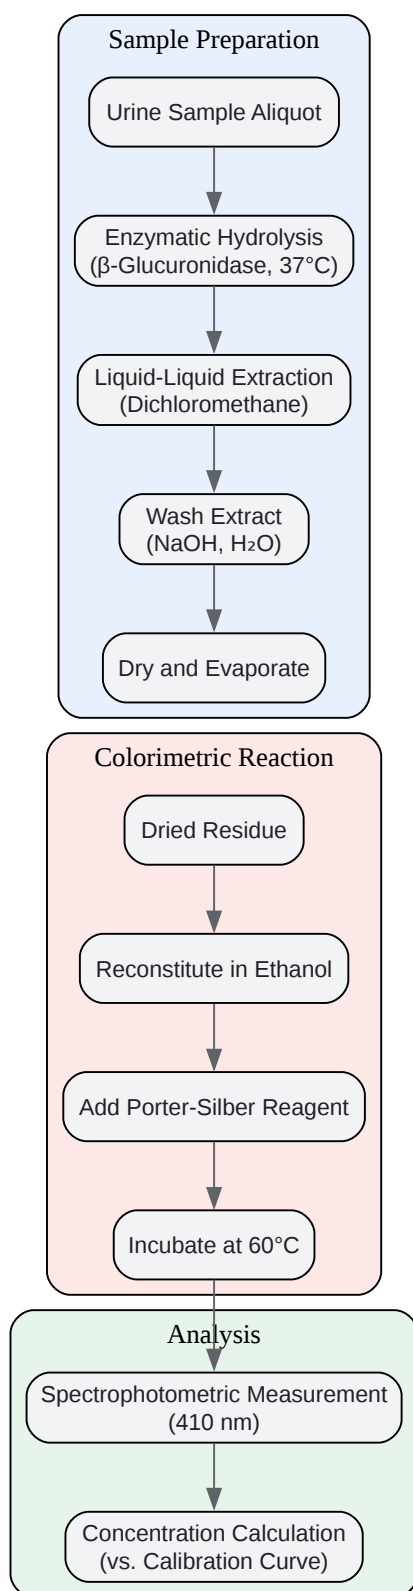 Sample Preparation
Urine Sample Aliquot
Enzymatic Hydrolysis
(β-Glucuronidase, 37°C)
Liquid-Liquid Extraction
(Dichloromethane)
Wash Extract
(NaOH, H₂O)
Dry and Evaporate
Colorimetric Reaction
Dried Residue
Reconstitute in Ethanol
Add Porter-Silber Reagent
Incubate at 60°C
Analysis
Spectrophotometric Measurement
(410 nm)
Concentration Calculation
(vs. Calibration Curve)